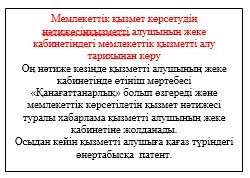 Мемлекеттік қызмет көрсетудің
нәтижесінқызметті алушының жеке
кабинетіндегі мемлекеттік қызметті алу
тарихынан көру
Оң нәтиже кезінде қызметті алушының жеке
кабинетінде өтініш мәртебесі
«Қанағаттанарлық» болып өзгереді және
мемлекеттік көрсетілетін қызмет нәтижесі
туралы хабарлама қызметті алушының жеке
кабинетіне жолданады.
Осыдан кейін қызметті алушыға қағаз түріндегі
өнертабысқа патент.